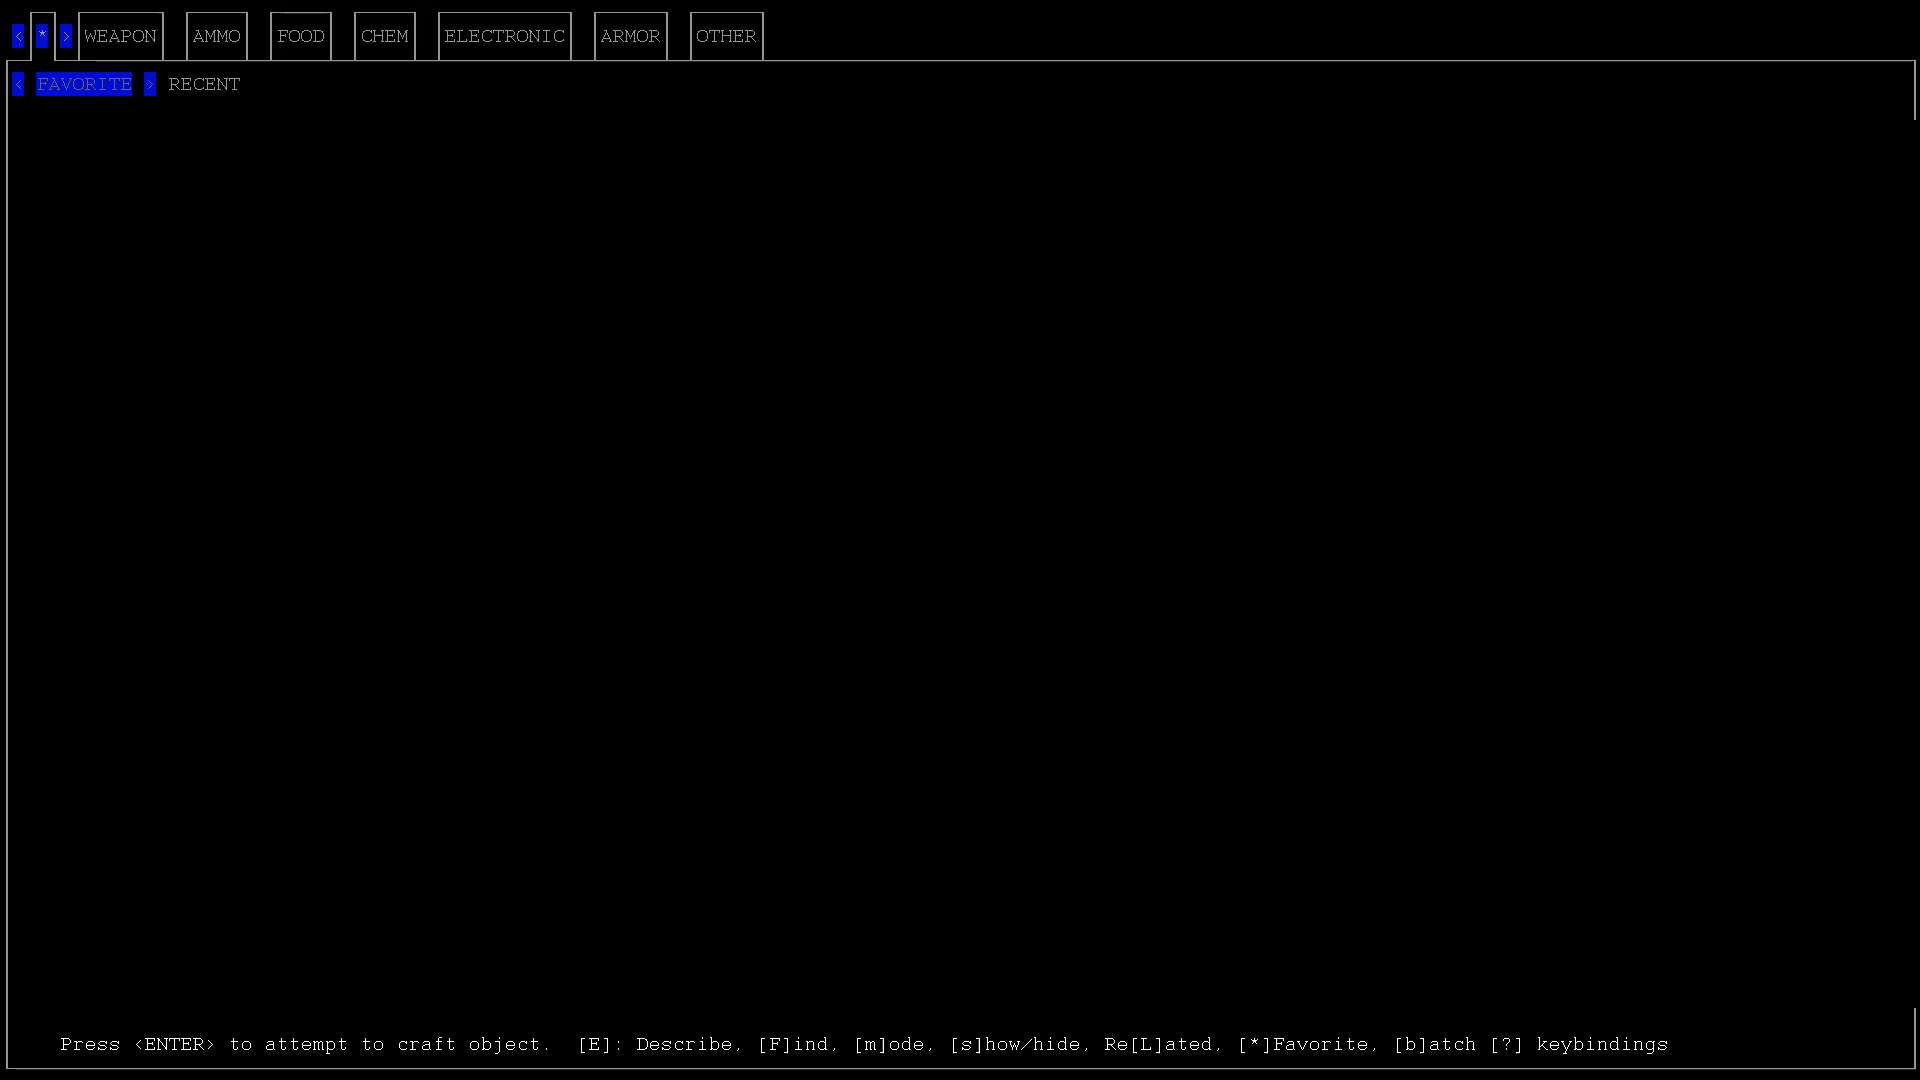 < * > WEAPON AMMO FOOD CHEM ELECTRONIC ARMOR OTHER
< FAVORITE > RECENT
Press <ENTER> to attempt to craft object. [E]: Describe, [F]ind, [m]ode, [s]how/hide, Re[L]ated, [*]Favorite, [b]atch [?] keybindings